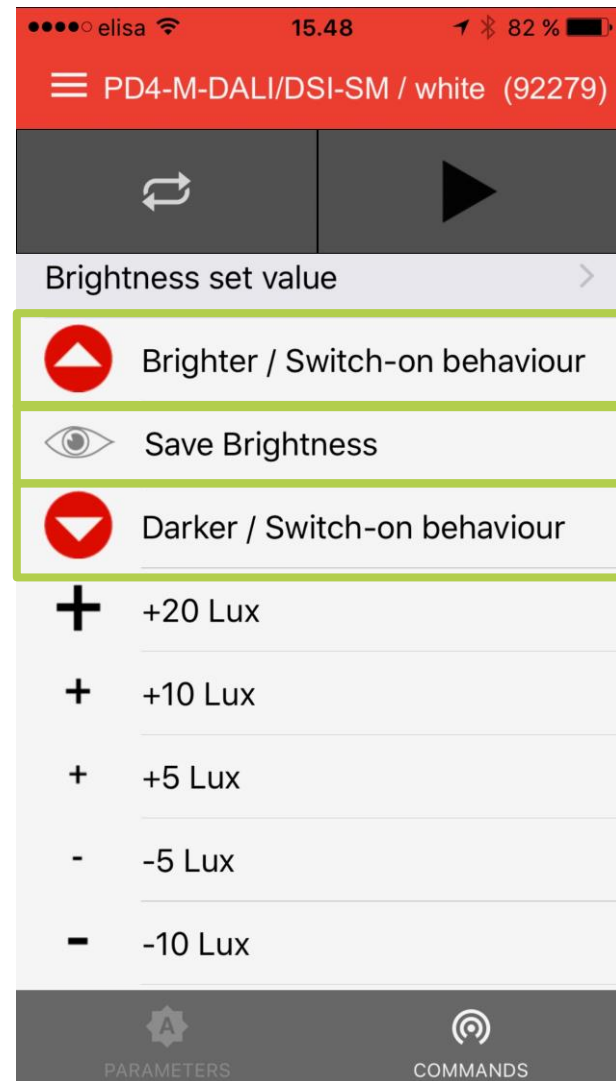 elisa 15.48 82 %
PD4-M-DALI/DSI-SM / white (92279)
Brightness set value
Brighter / Switch-on behaviour
Save Brightness
Darker / Switch-on behaviour
+20 Lux
+10 Lux
+5 Lux
-5 Lux
-10 Lux
A
PARAMETERS COMMANDS